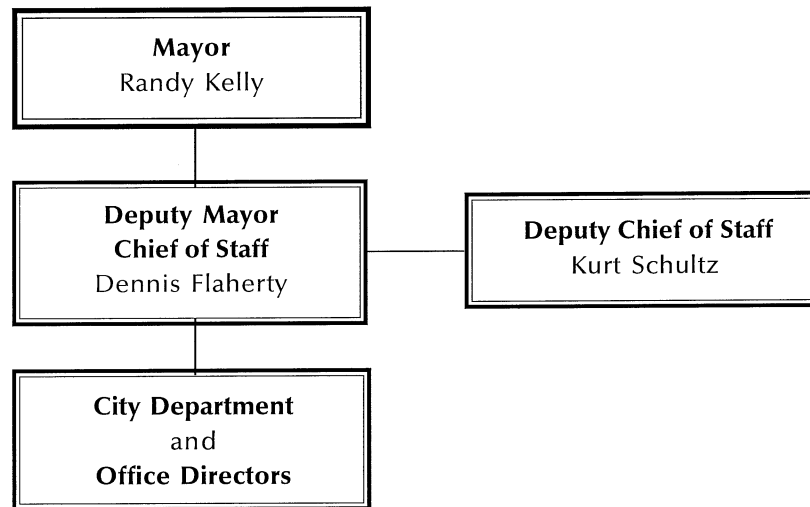 Mayor
Randy Kelly
Deputy Mayor
Chief of Staff
Dennis Flaherty
Deputy Chief of Staff
Kurt Schultz
City Department
and
Office Directors